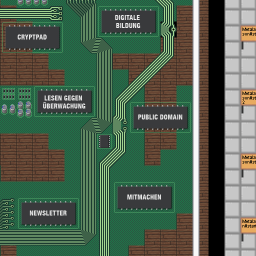 DIGITALE
BILDUNG
CRYPTPAD
LESEN GEGEN
ÜBERWACHUNG
PUBLIC DOMAIN
MITMACHEN
NEWSLETTER